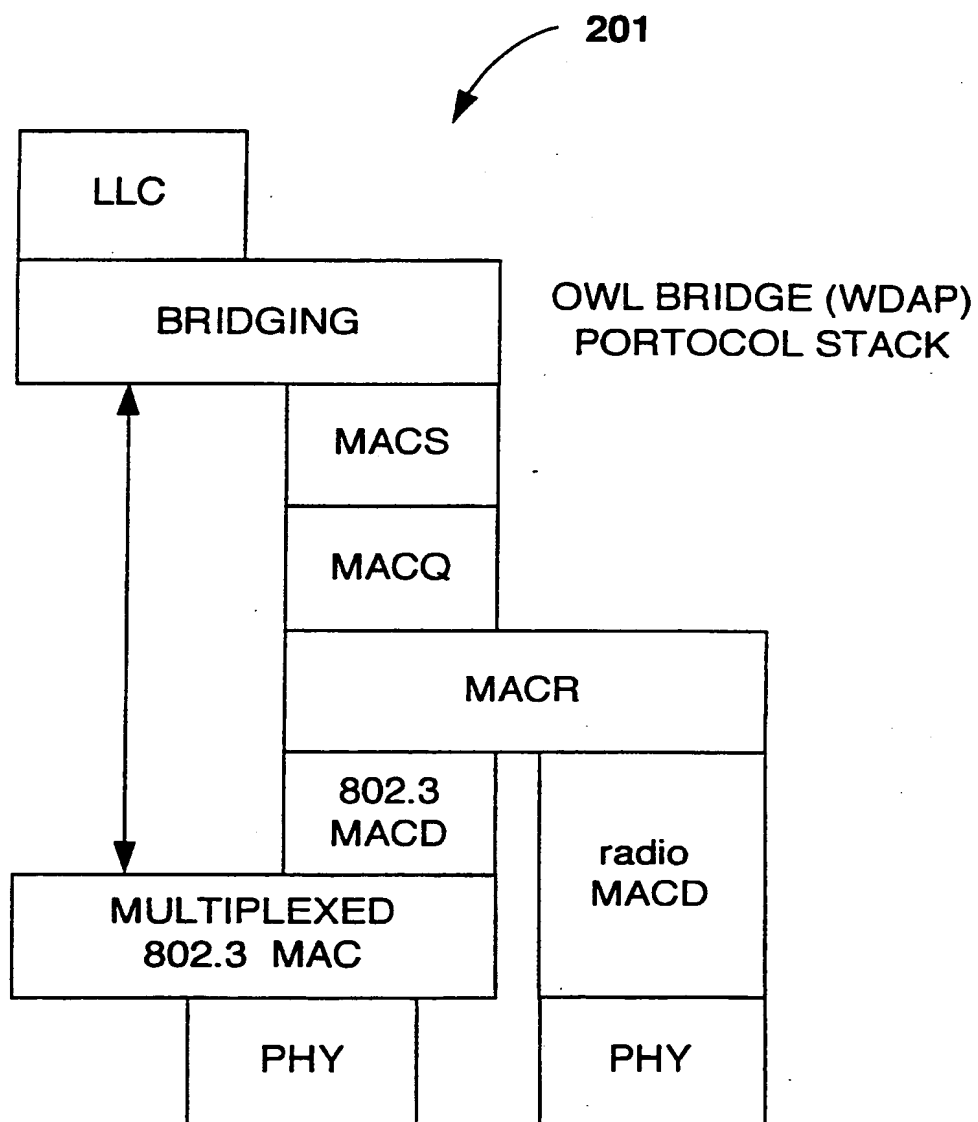 201
LLC
BRIDGING
OWL BRIDGE (WDAP)
PORTOCOL STACK
MACS
MACQ
MACR
802.3
MACD
radio
MACD
MULTIPLEXED
802.3 MAC
PHY
PHY